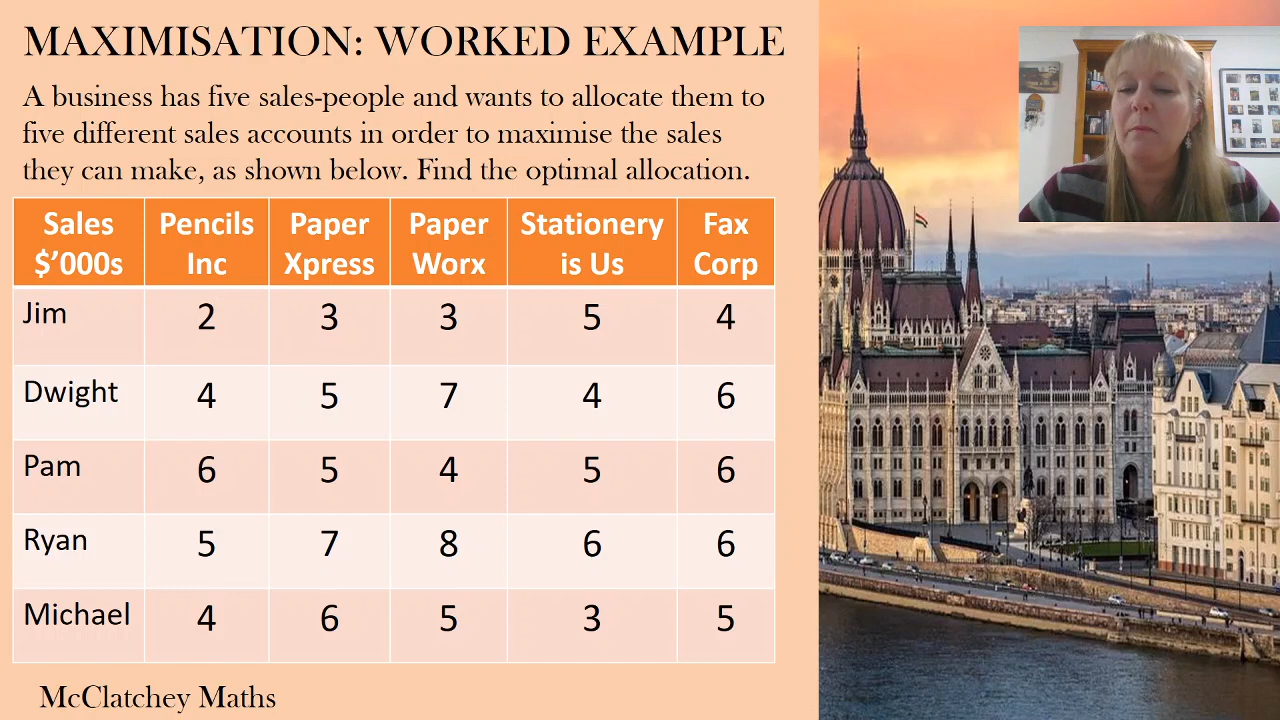 MAXIMISATION: WORKED EXAMPLE
A business has five sales-people and wants to allocate them to
five different sales accounts in order to maximise the sales
they can make, as shown below. Find the optimal allocation.
Sales $'000s Pencils Inc Paper Xpress Paper Worx Stationery is Us Fax Corp
Jim 2 3 3 5 4
Dwight 4 5 7 4 6
Pam 6 5 4 5 6
Ryan 5 7 8 6 6
Michael 4 6 5 3 5
McClatchey Maths